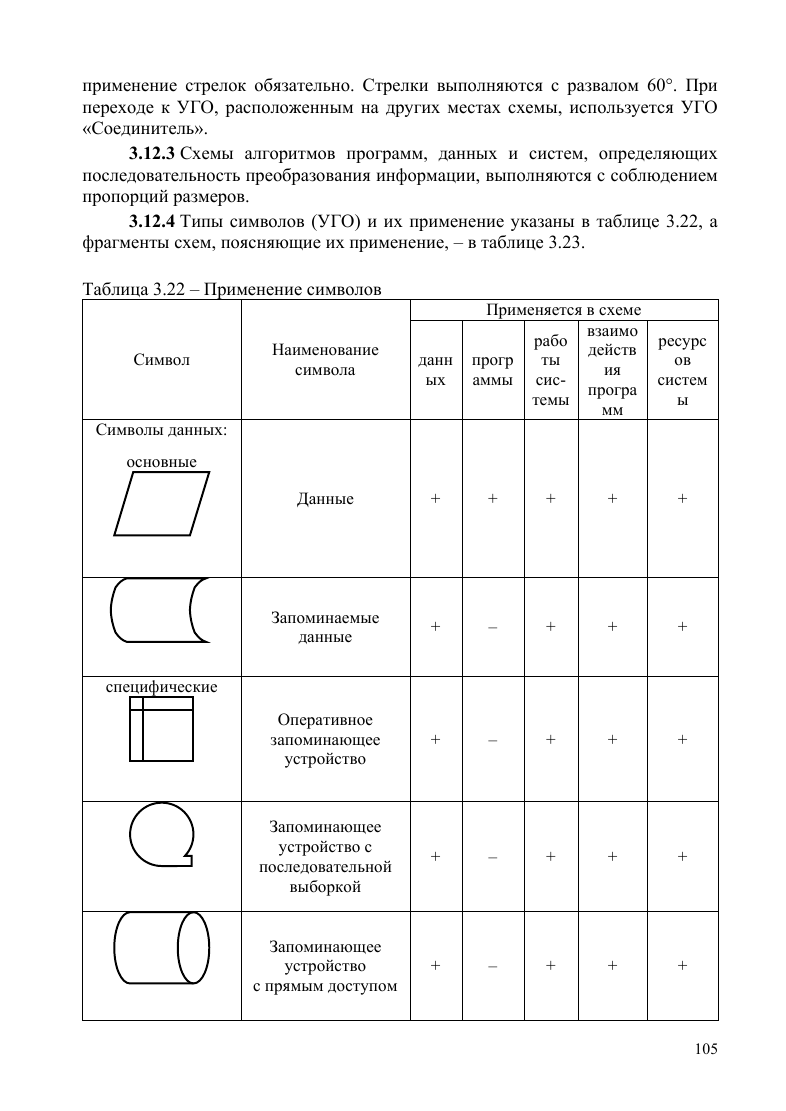 применение стрелок обязательно. Стрелки выполняются с развалом 60°. При
переходе к УГО, расположенным на других местах схемы, используется УГО
«Соединитель».
3.12.3 Схемы алгоритмов программ, данных и систем, определяющих
последовательность преобразования информации, выполняются с соблюдением
пропорций размеров.
3.12.4 Типы символов (УГО) и их применение указаны в таблице 3.22, а
фрагменты схем, поясняющие их применение, – в таблице 3.23.
Таблица 3.22 – Применение символов
Символ
Наименование
символа
Применяется в схеме
данн
ых
прогр
аммы
рабо
ты
сис-
темы
взаимо
действ
ия
програ
мм
ресурс
ов
систем
ы
Символы данных:
основные
Данные
+ + + + +
Запоминаемые
данные
+ – + + +
специфические
Оперативное
запоминающее
устройство
+ – + + +
Запоминающее
устройство с
последовательной
выборкой
+ – + + +
Запоминающее
устройство
с прямым доступом
+ – + + +
105